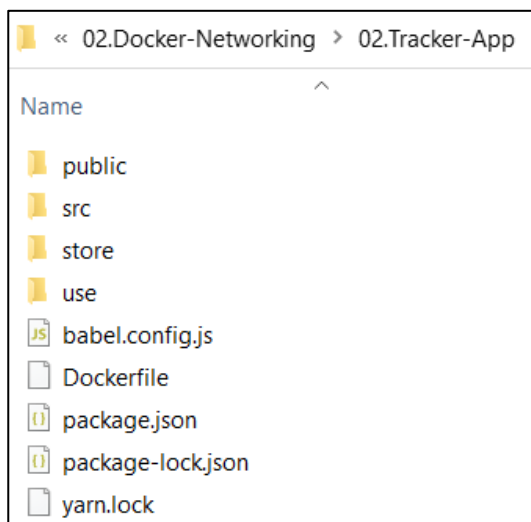 « 02.Docker-Networking > 02.Tracker-App
Name
public
src
store
use
babel.config.js
Dockerfile
package.json
package-lock.json
yarn.lock